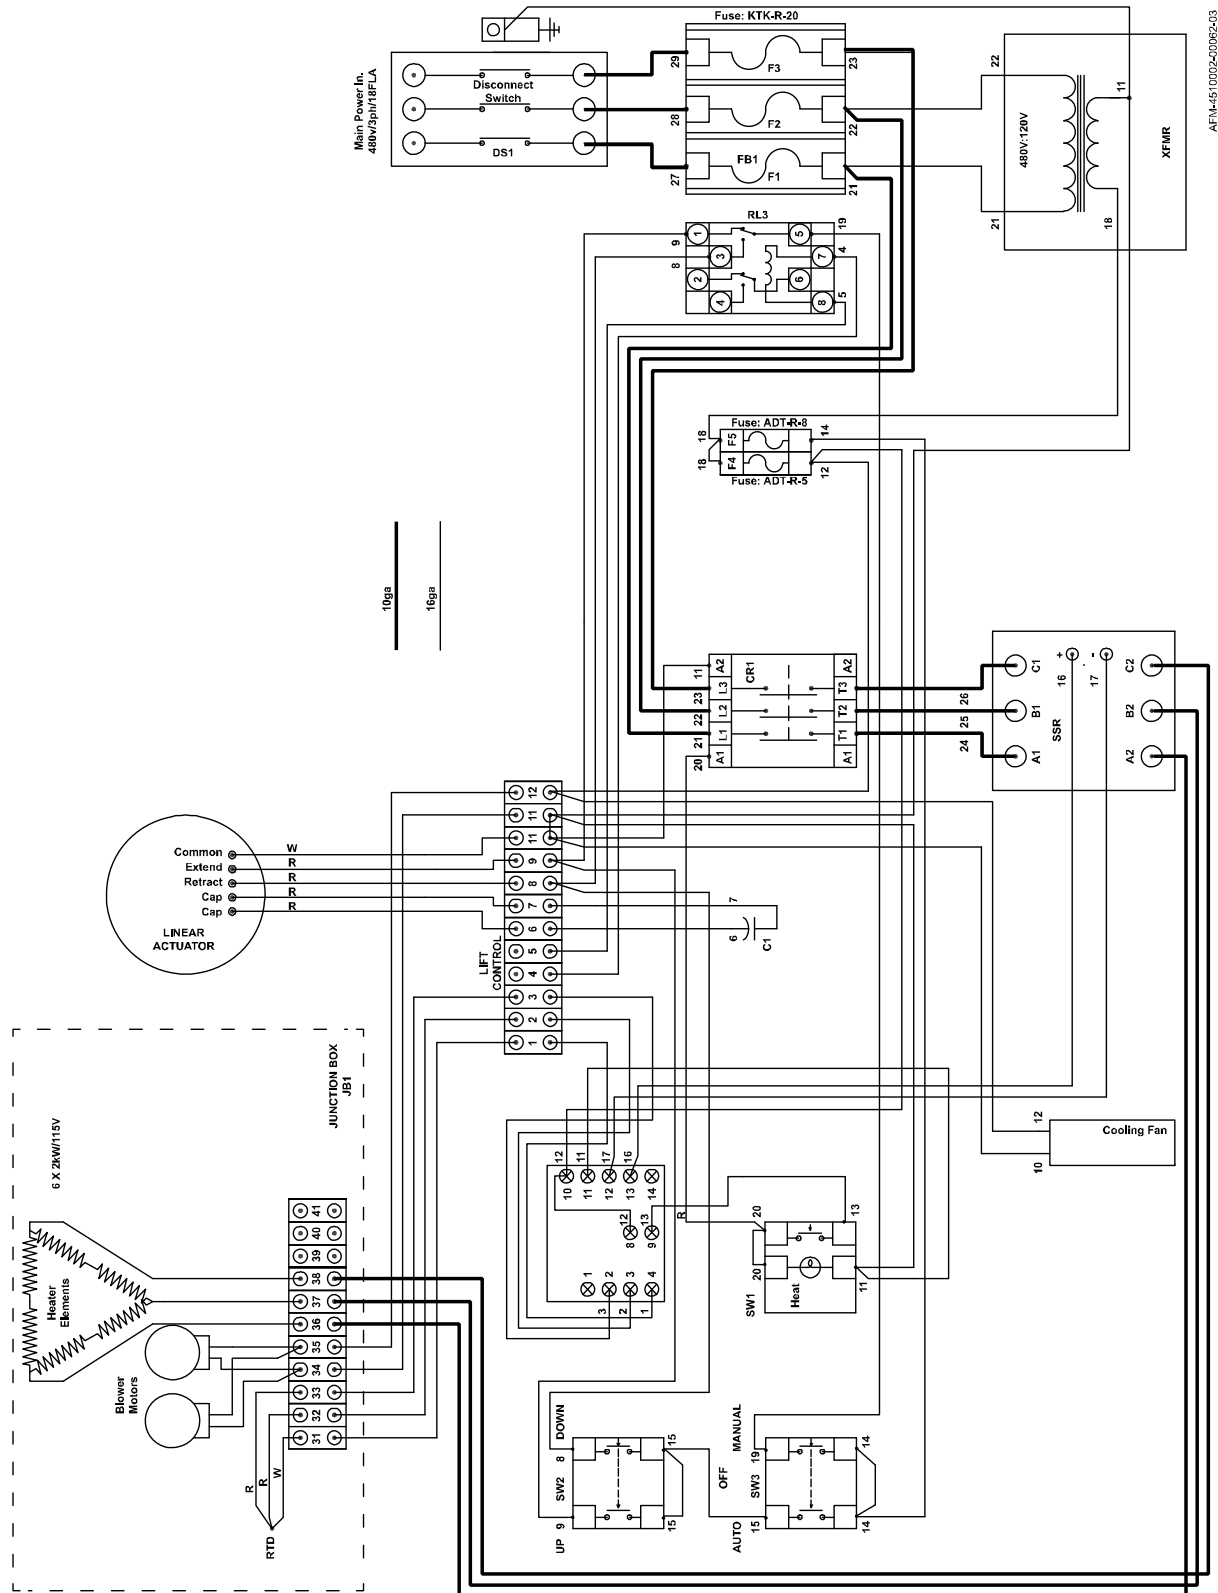 AFM-4510002-00062-03
Main Power In.
480v/3ph/18FLA
Disconnect
Switch
DS1
Fuse: KTK-R-20
29
F3
23
28
F2
22
27
FB1
F1
21
22
21
480V:120V
11
18
XFMR
RL3
9
8
1
3
2
4
5
7
6
8
19
4
5
Fuse: ADT-R-8
18
F5
14
18
F4
12
Fuse: ADT-R-5
10ga
16ga
11
23
22
21
20
A2
L3
L2
L1
A1
CR1
A2
T3
T2
T1
A1
26
25
24
C1
B1
A1
SSR
+
-
16
17
C2
B2
A2
Common
Extend
Retract
Cap
Cap
LINEAR
ACTUATOR
W
R
R
R
LIFT
CONTROL
12
11
11
9
8
7
6
5
4
3
2
1
7
6
C1
JUNCTION BOX
JB1
6 X 2kW/115V
Heater
Elements
Blower
Motors
41
40
39
38
37
36
35
34
33
32
31
R
R
W
RTD
12
11
17
16
10
11
12
13
14
12
13
8
9
1
2
3
4
3
2
1
R
20
20
13
11
SW1
Heat
12
10
Cooling Fan
DOWN
8
SW2
9
UP
15
15
MANUAL
OFF
AUTO
19
SW3
15
14
14